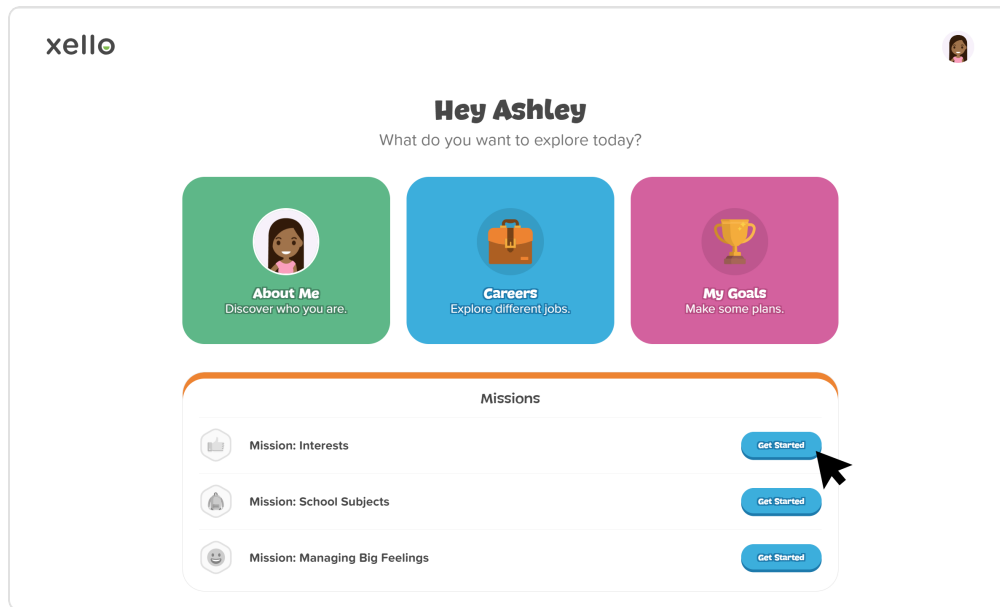 xello
Hey Ashley
What do you want to explore today?
About Me
Discover who you are.
Careers
Explore different jobs.
My Goals
Make some plans.
Missions
Mission: Interests
Get Started
Mission: School Subjects
Get Started
Mission: Managing Big Feelings
Get Started